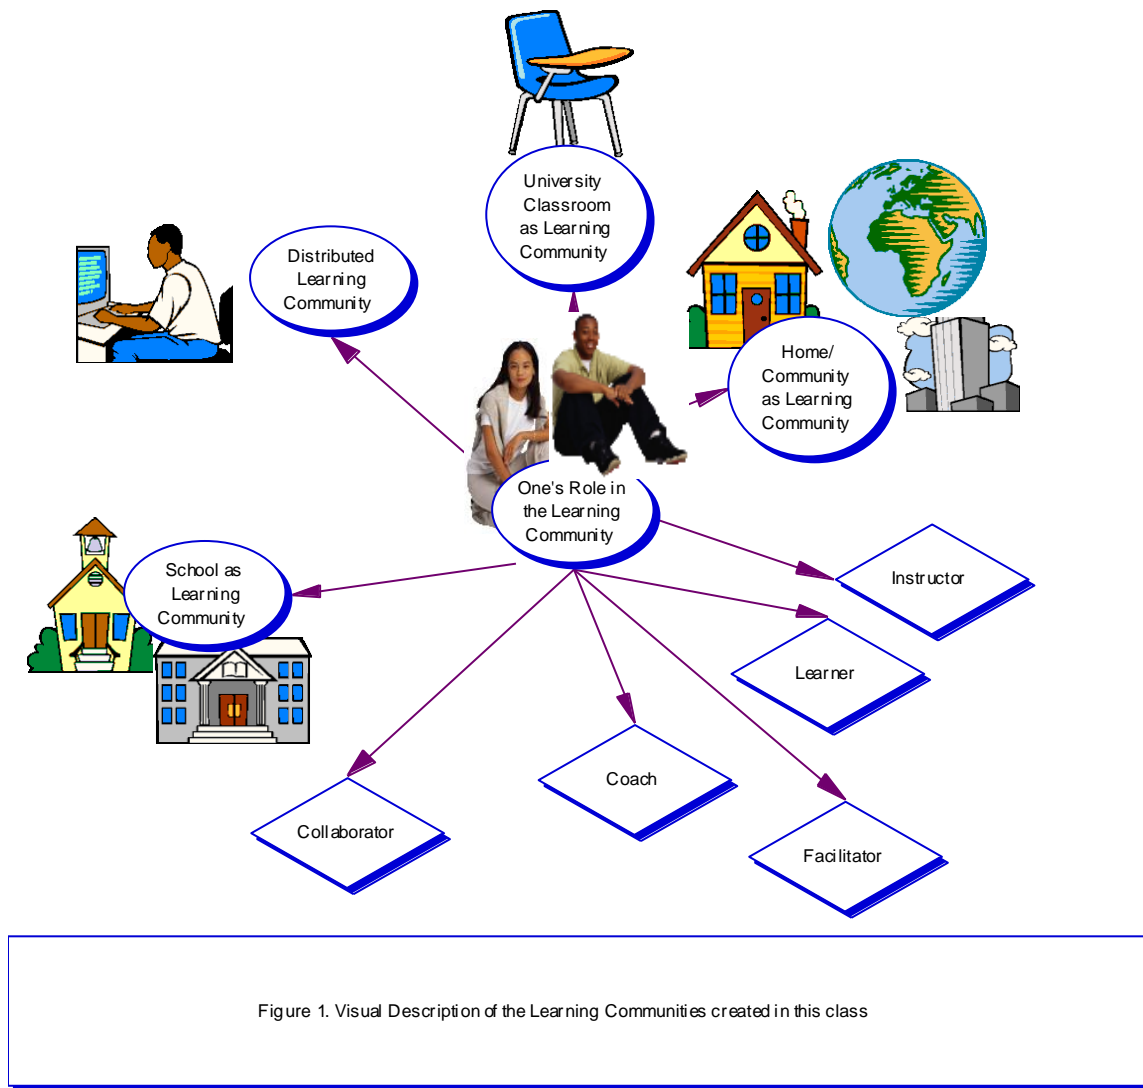 University
Classroom
as Learning
Community
Distributed
Learning
Community
Home/
Community
as Learning
Community
One's Role in
the Learning
Community
School as
Learning
Community
Instructor
Learner
Coach
Collaborator
Facilitator
Figure 1. Visual Description of the Learning Communities created in this class